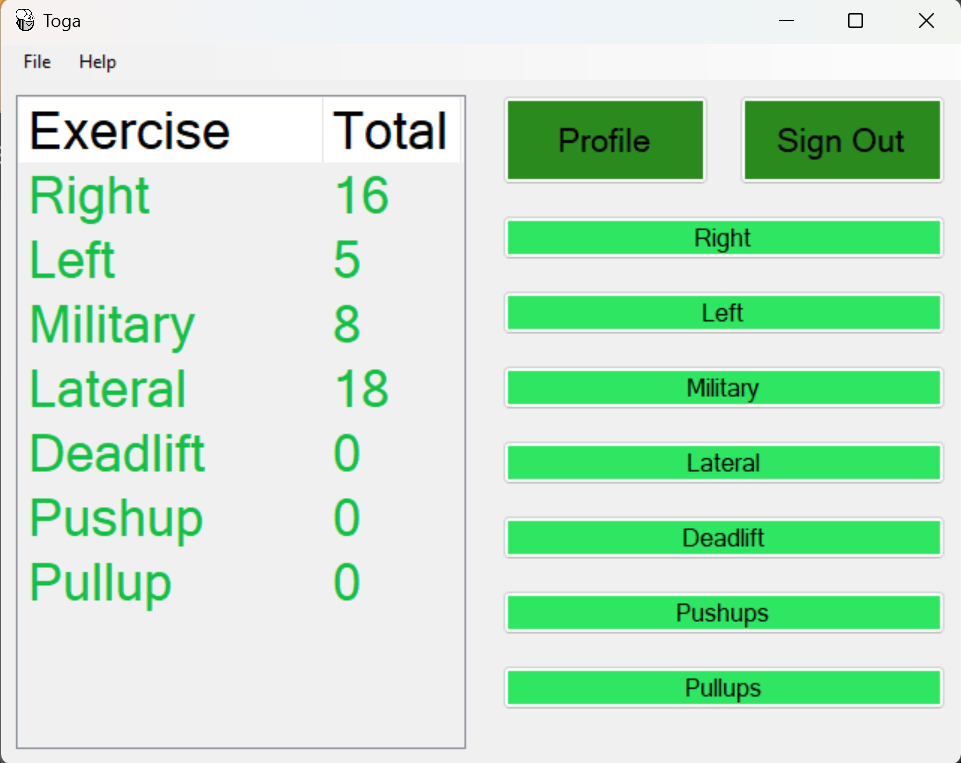 Toga
File Help
Exercise Total
Right 16
Left 5
Military 8
Lateral 18
Deadlift 0
Pushup 0
Pullup 0
Profile
Sign Out
Right
Left
Military
Lateral
Deadlift
Pushups
Pullups